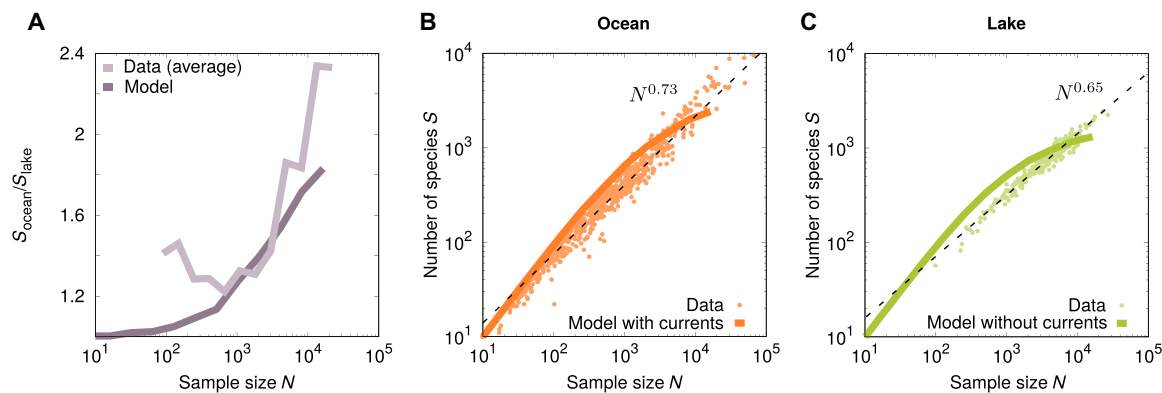 A
2.4
2
1.6
1.2
S_ocean/S_lake
Data (average)
Model
10^1
10^2
10^3
10^4
10^5
Sample size N
B
Ocean
10^4
10^3
10^2
10^1
Number of species S
N^0.73
Data
Model with currents
10^1
10^2
10^3
10^4
10^5
Sample size N
C
Lake
10^4
10^3
10^2
10^1
Number of species S
N^0.65
Data
Model without currents
10^1
10^2
10^3
10^4
10^5
Sample size N